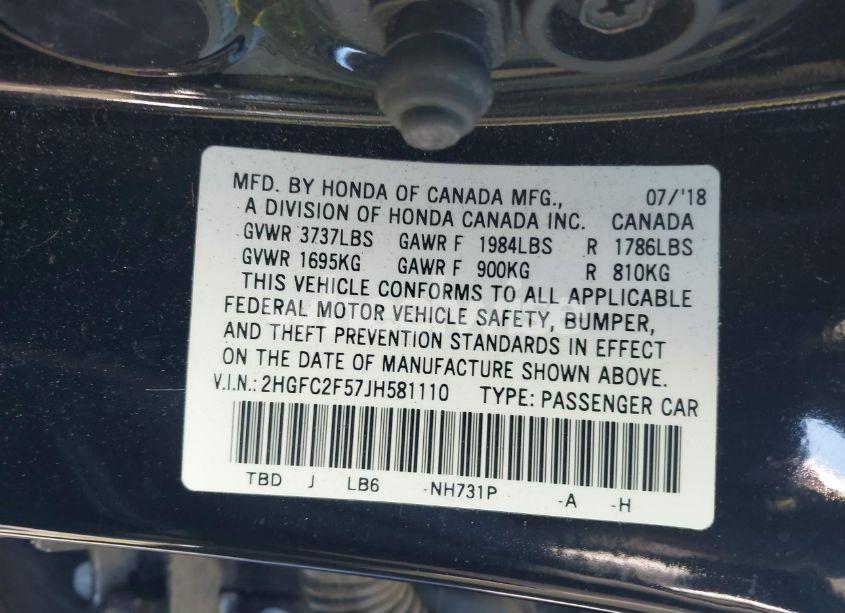 MFD. BY HONDA OF CANADA MFG., 07/'18
A DIVISION OF HONDA CANADA INC. CANADA
GVWR 3737LBS GAWR F 1984LBS R 1786LBS
GVWR 1695KG GAWR F 900KG R 810KG
THIS VEHICLE CONFORMS TO ALL APPLICABLE
FEDERAL MOTOR VEHICLE SAFETY, BUMPER,
AND THEFT PREVENTION STANDARDS IN EFFECT
ON THE DATE OF MANUFACTURE SHOWN ABOVE.
V.I.N.: 2HGFC2F57JH581110 TYPE: PASSENGER CAR
TBD J LB6 -NH731P -A -H